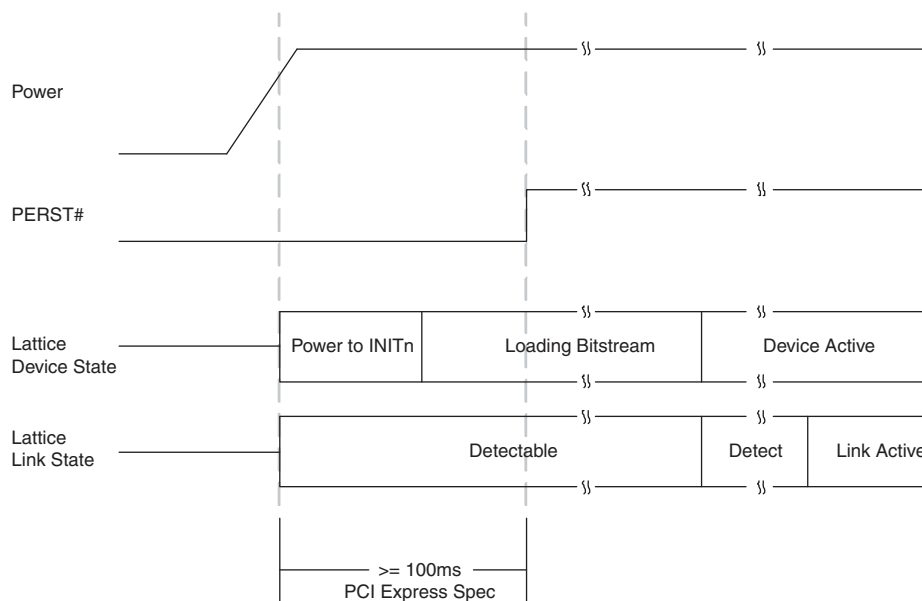 Power
PERST#
Lattice
Device State
Power to INITn
Loading Bitstream
Device Active
Lattice
Link State
Detectable
Detect
Link Active
>= 100ms
PCI Express Spec